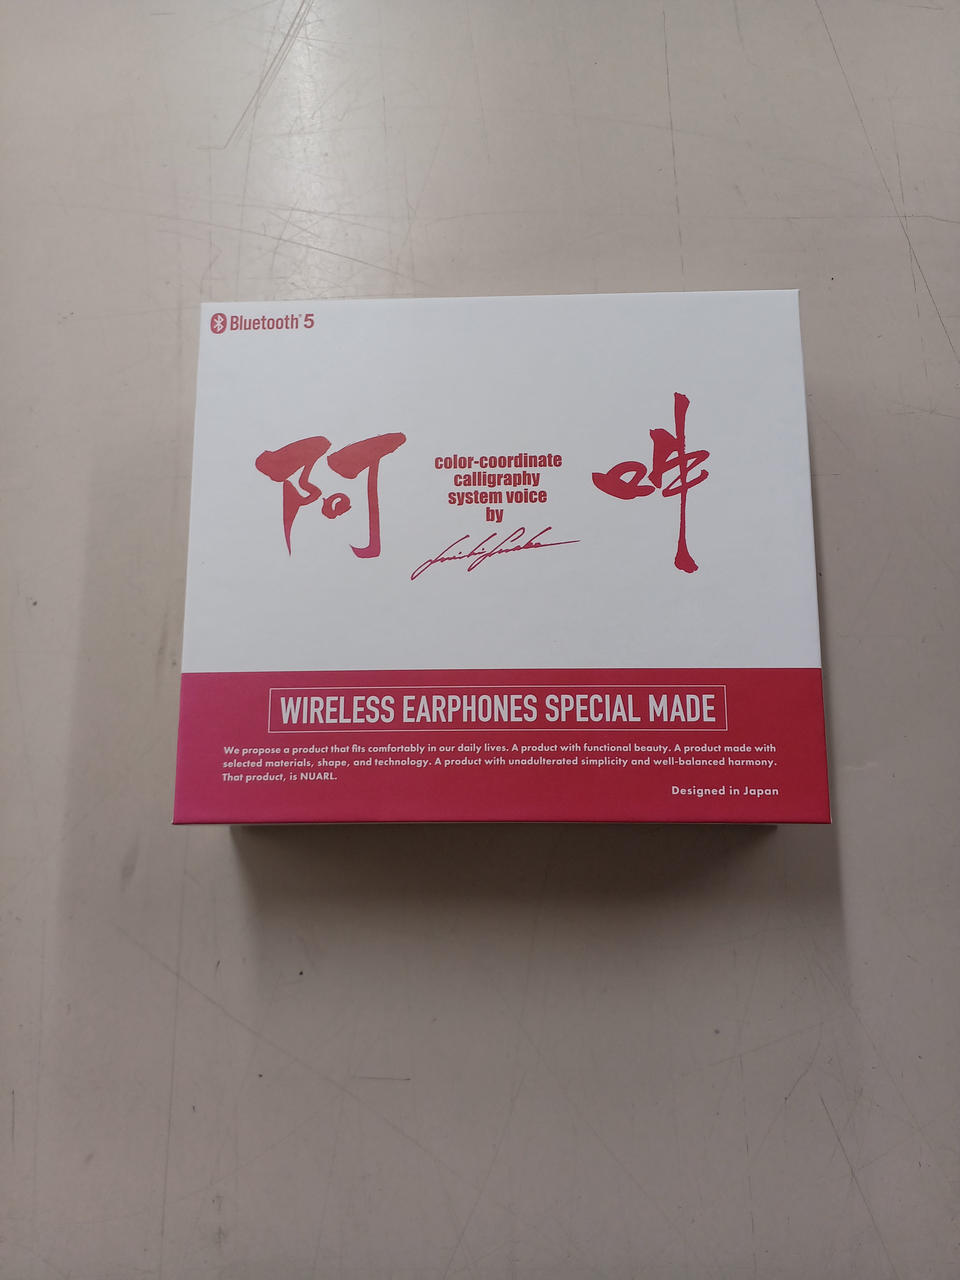 Bluetooth® 5
阿 吽
color-coordinate
calligraphy
system voice
by
WIRELESS EARPHONES SPECIAL MADE
We propose a product that fits comfortably in our daily lives. A product with functional beauty. A product made with
selected materials, shape, and technology. A product with unadulterated simplicity and well-balanced harmony.
That product, is NUARL.
Designed in Japan